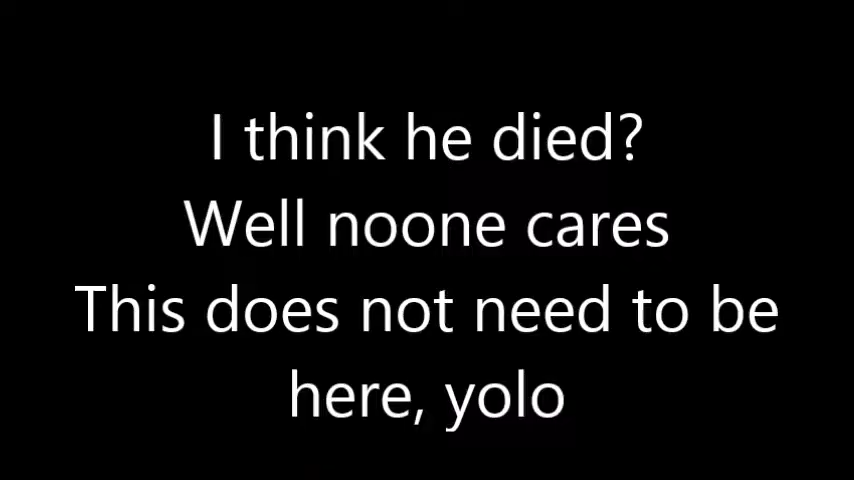 I think he died?
Well noone cares
This does not need to be
here, yolo